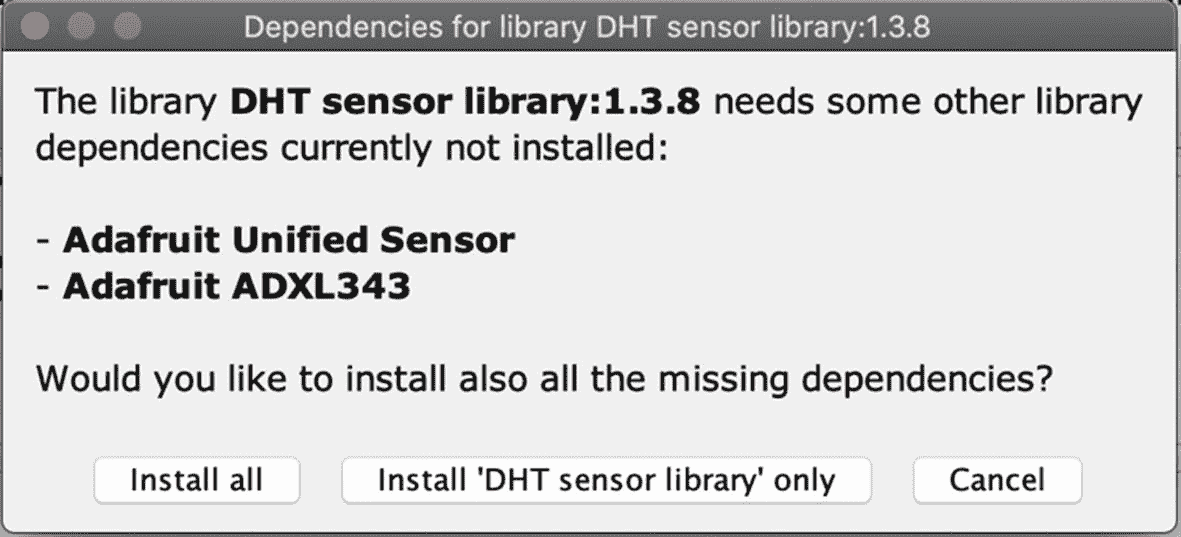 Dependencies for library DHT sensor library:1.3.8
The library DHT sensor library:1.3.8 needs some other library
dependencies currently not installed:
- Adafruit Unified Sensor
- Adafruit ADXL343
Would you like to install also all the missing dependencies?
Install all
Install 'DHT sensor library' only
Cancel